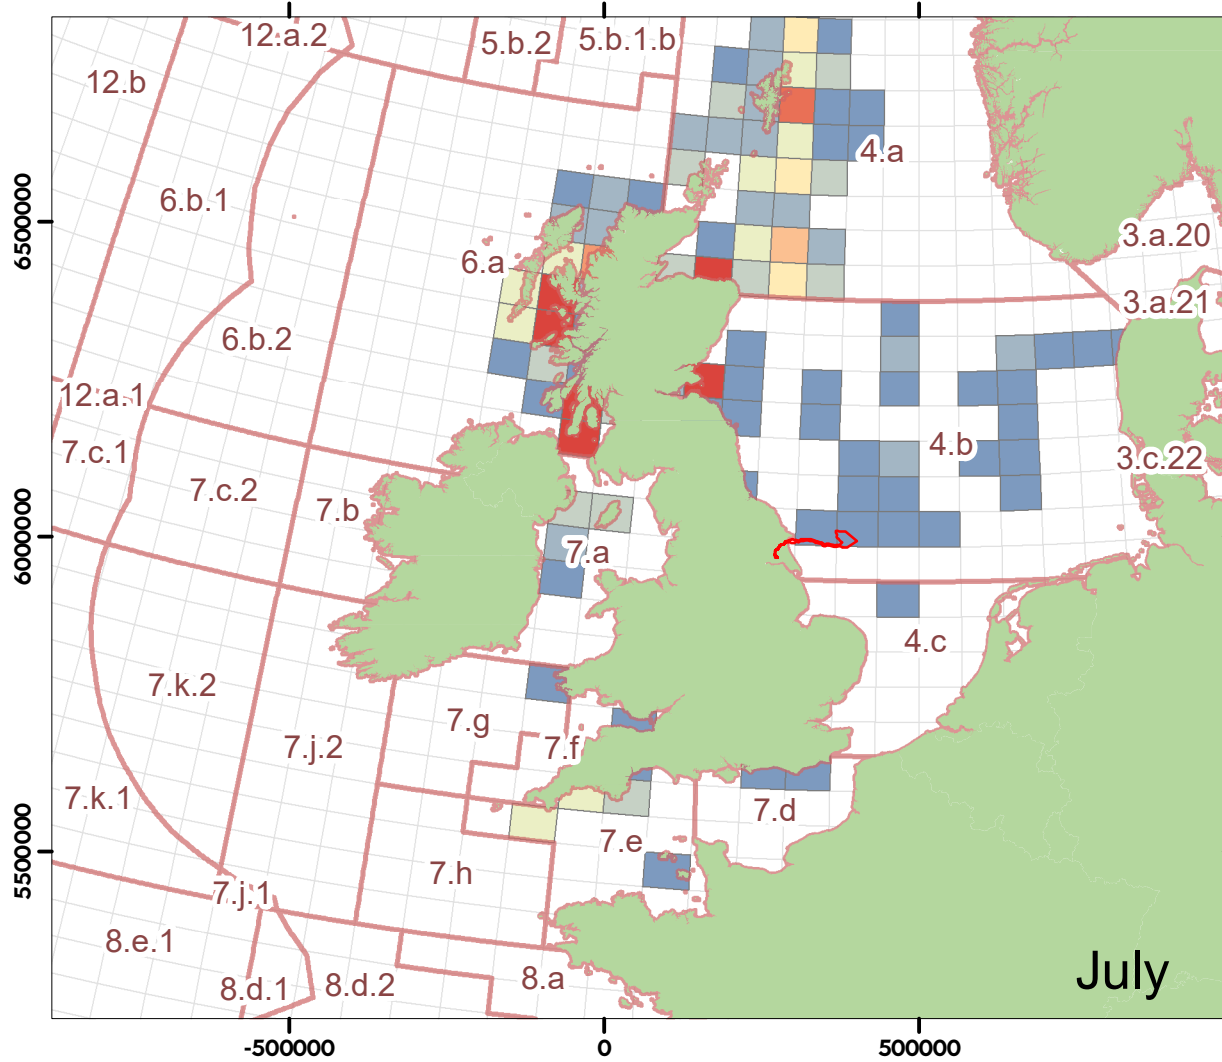 12.a.2
5.b.2
5.b.1.b
12.b
4.a
6.b.1
3.a.20
6.a
3.a.21
6.b.2
12.a.1
7.c.1
4.b
3.c.22
7.c.2
7.b
7.a
4.c
7.k.2
7.g
7.j.2
7.f
7.k.1
7.d
7.e
7.h
7.j.1
8.e.1
8.d.1
8.d.2
8.a
July
6500000
6000000
5500000
-500000
0
500000